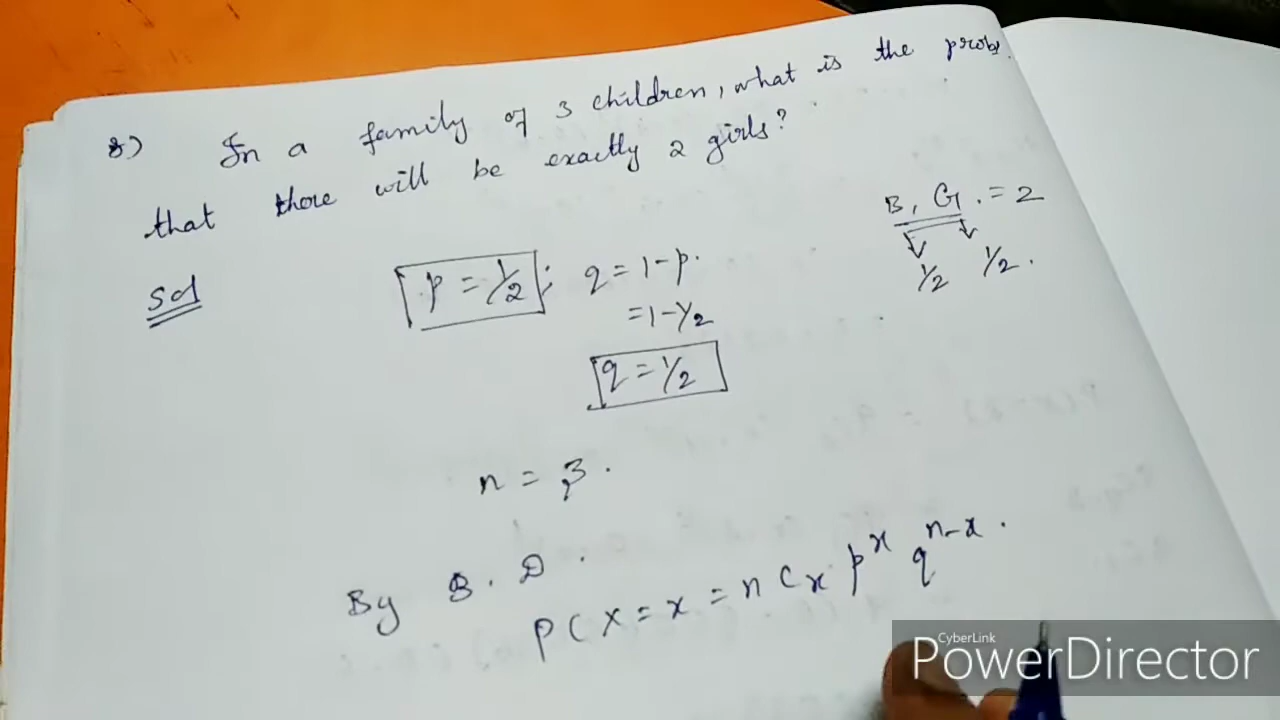 8) In a family of 3 children, what is the prob.
that there will be exactly 2 girls?
B, G. = 2
1/2 1/2.
Sol
p = 1/2 ; q = 1-p.
= 1-1/2
q = 1/2
n = 3.
By B. D.
P(X=x = nCx p^x q^n-x.
CyberLink
PowerDirector